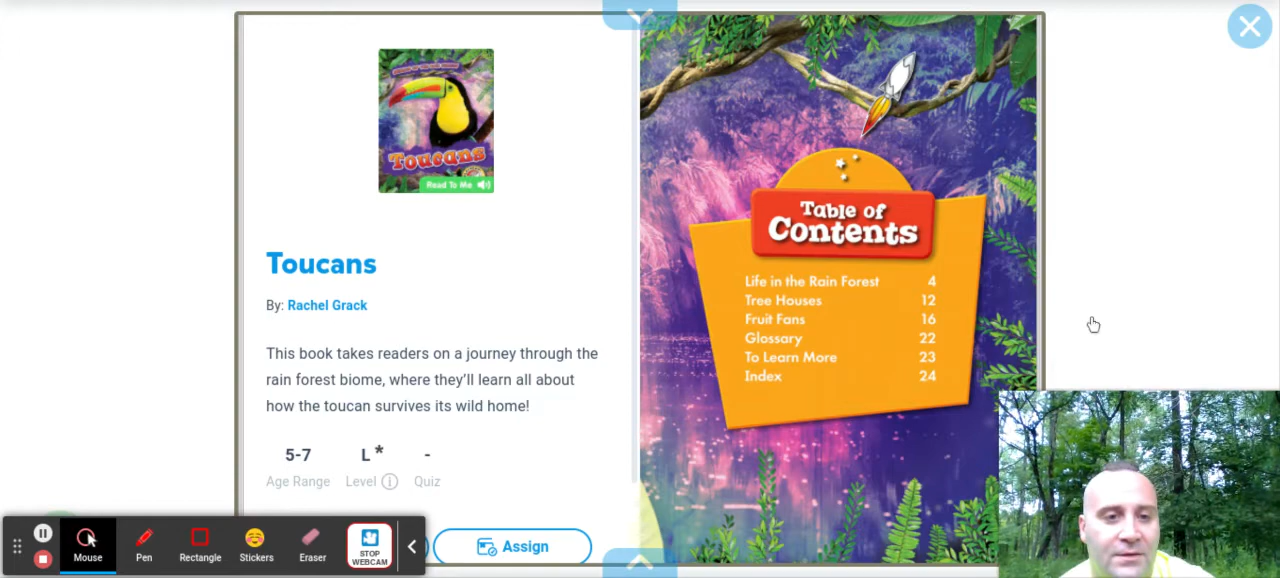 Toucans
Read To Me
Toucans
By: Rachel Grack
This book takes readers on a journey through the
rain forest biome, where they'll learn all about
how the toucan survives its wild home!
5-7 L* -
Age Range Level i Quiz
Assign
Table of
Contents
Life in the Rain Forest 4
Tree Houses 12
Fruit Fans 16
Glossary 22
To Learn More 23
Index 24
Mouse Pen Rectangle Stickers Eraser STOP
WEBCAM